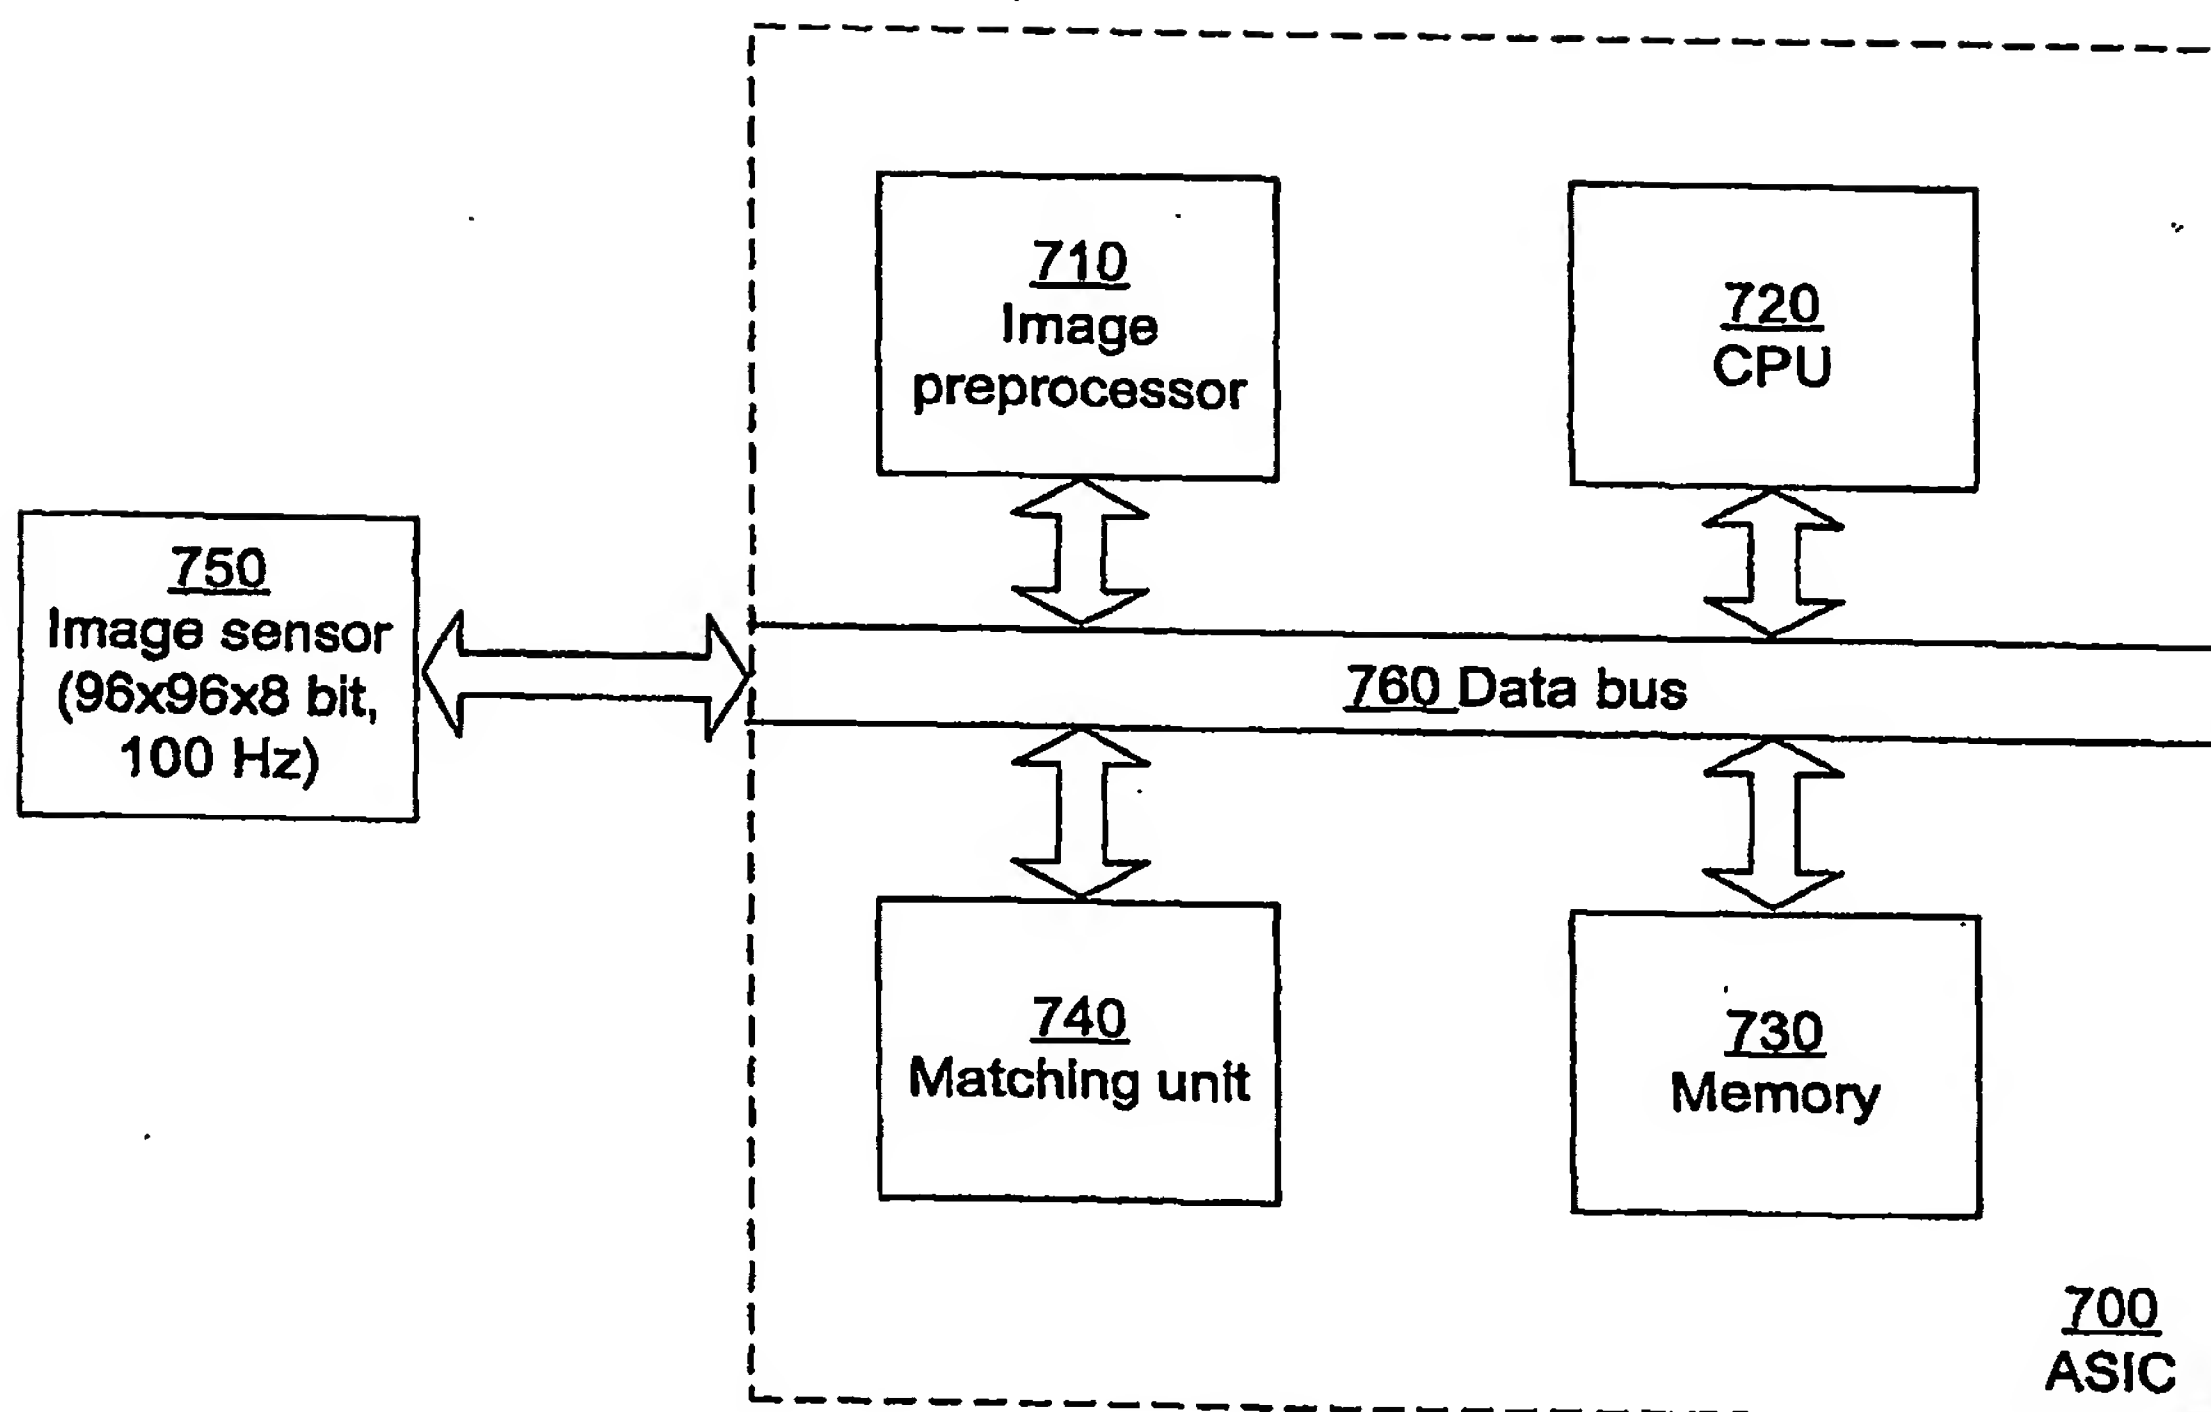 710
Image
preprocessor
720
CPU
750
Image sensor
(96x96x8 bit,
100 Hz)
760 Data bus
740
Matching unit
730
Memory
700
ASIC